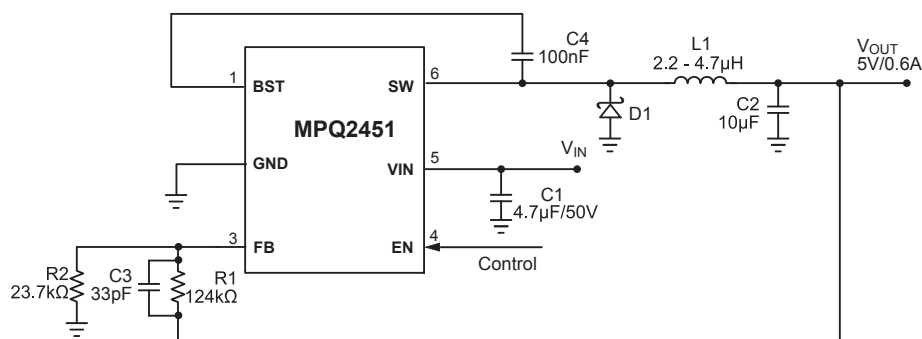 C4
100nF
L1
2.2 - 4.7µH
VOUT
5V/0.6A
1
BST
SW
6
D1
C2
10µF
MPQ2451
GND
VIN
5
VIN
C1
4.7µF/50V
3
FB
EN
4
Control
R2
23.7kΩ
C3
33pF
R1
124kΩ